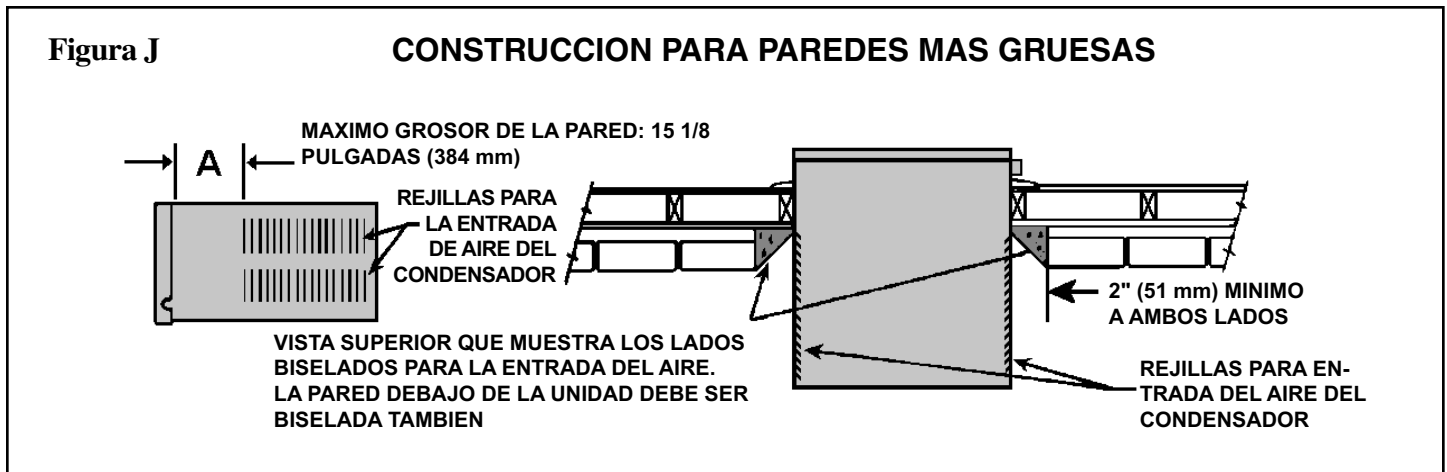 Figura J
CONSTRUCCION PARA PAREDES MAS GRUESAS
MAXIMO GROSOR DE LA PARED: 15 1/8
PULGADAS (384 mm)
A
REJILLAS PARA
LA ENTRADA
DE AIRE DEL
CONDENSADOR
2" (51 mm) MINIMO
A AMBOS LADOS
VISTA SUPERIOR QUE MUESTRA LOS LADOS
BISELADOS PARA LA ENTRADA DEL AIRE.
LA PARED DEBAJO DE LA UNIDAD DEBE SER
BISELADA TAMBIEN
REJILLAS PARA EN-
TRADA DEL AIRE DEL
CONDENSADOR